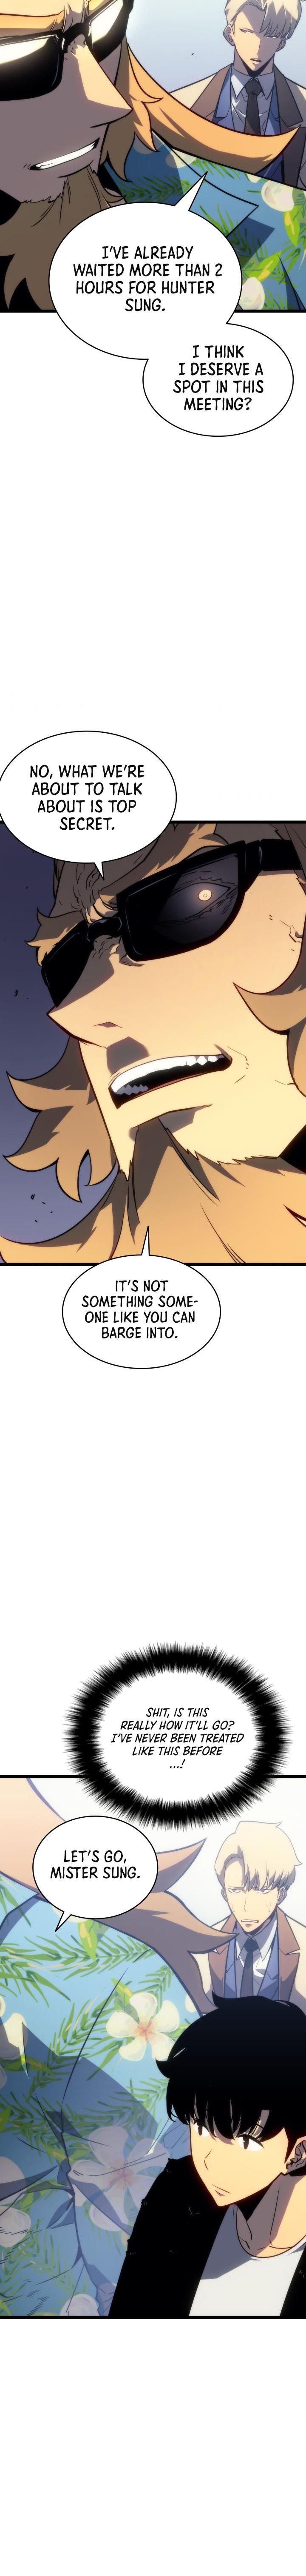 I'VE ALREADY
WAITED MORE THAN 2
HOURS FOR HUNTER
SUNG.
I THINK
I DESERVE A
SPOT IN THIS
MEETING?
NO, WHAT WE'RE
ABOUT TO TALK
ABOUT IS TOP
SECRET.
IT'S NOT
SOMETHING SOME-
ONE LIKE YOU CAN
BARGE INTO.
SHIT, IS THIS
REALLY HOW IT'LL GO?
I'VE NEVER BEEN TREATED
LIKE THIS BEFORE
...!
LET'S GO,
MISTER SUNG.